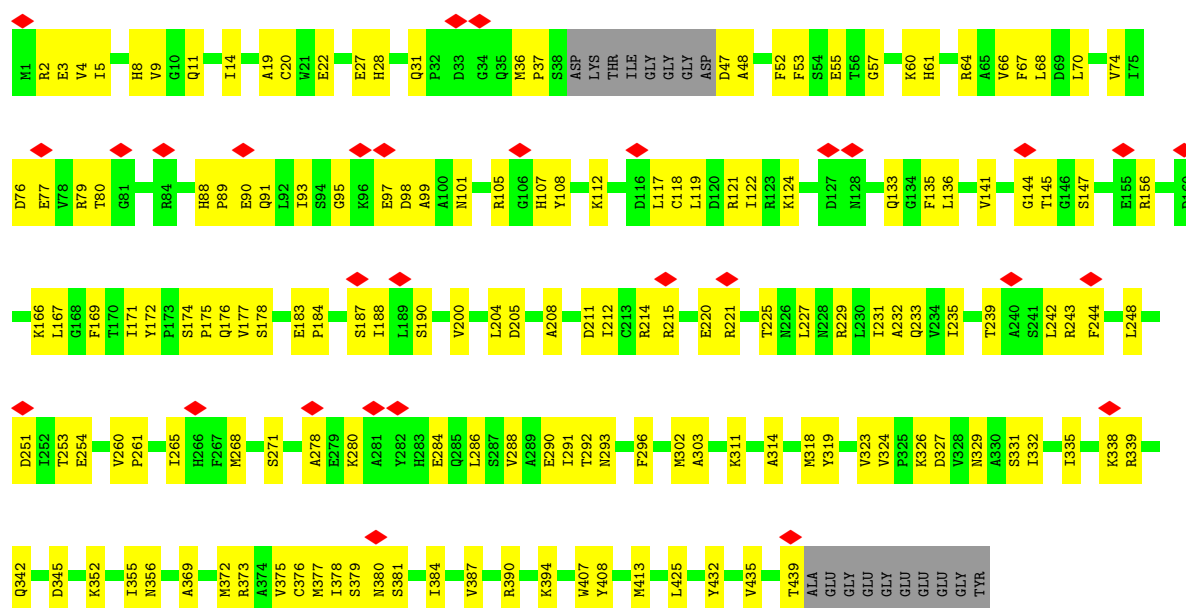 M1 R2 E3 V4 I5 H8 V9 G10 Q11 I14 A19 C20 W21 E22 E27 H28 Q31 P32 D33 G34 Q35 M36 P37 S38 ASP LYS THR ILE GLY GLY GLY ASP D47 A48 F52 F53 S54 E55 T56 G57 K60 H61 R64 A65 V66 F67 L68 D69 L70 V74 I75
D76 E77 V78 R79 T80 G81 R84 H88 P89 E90 Q91 L92 I93 S94 G95 K96 E97 D98 A99 A100 N101 R105 G106 H107 Y108 K112 D116 L117 C118 L119 D120 R121 I122 R123 K124 D127 N128 Q133 G134 F135 L136 V141 G144 T145 G146 S147 E155 R156 D160
K166 L167 G168 F169 T170 I171 Y172 P173 S174 P175 Q176 V177 S178 E183 P184 S187 I188 L189 S190 V200 L204 D205 A208 D211 I212 C213 R214 R215 E220 R221 T225 N226 L227 N228 R229 L230 I231 A232 Q233 V234 I235 T239 A240 S241 L242 R243 F244 L248
D251 I252 T253 E254 V260 P261 I265 H266 F267 M268 S271 A278 E279 K280 A281 Y282 H283 E284 Q285 L286 S287 V288 A289 E290 I291 T292 N293 F296 M302 A303 K311 A314 M318 Y319 V323 V324 P325 K326 D327 V328 N329 A330 S331 I332 I335 K338 R339
Q342 D345 K352 I355 N356 A369 M372 R373 A374 V375 C376 M377 I378 S379 N380 S381 I384 V387 R390 K394 W407 Y408 M413 L425 Y432 V435 T439 ALA GLU GLY GLU GLY GLU GLU GLU GLY TYR